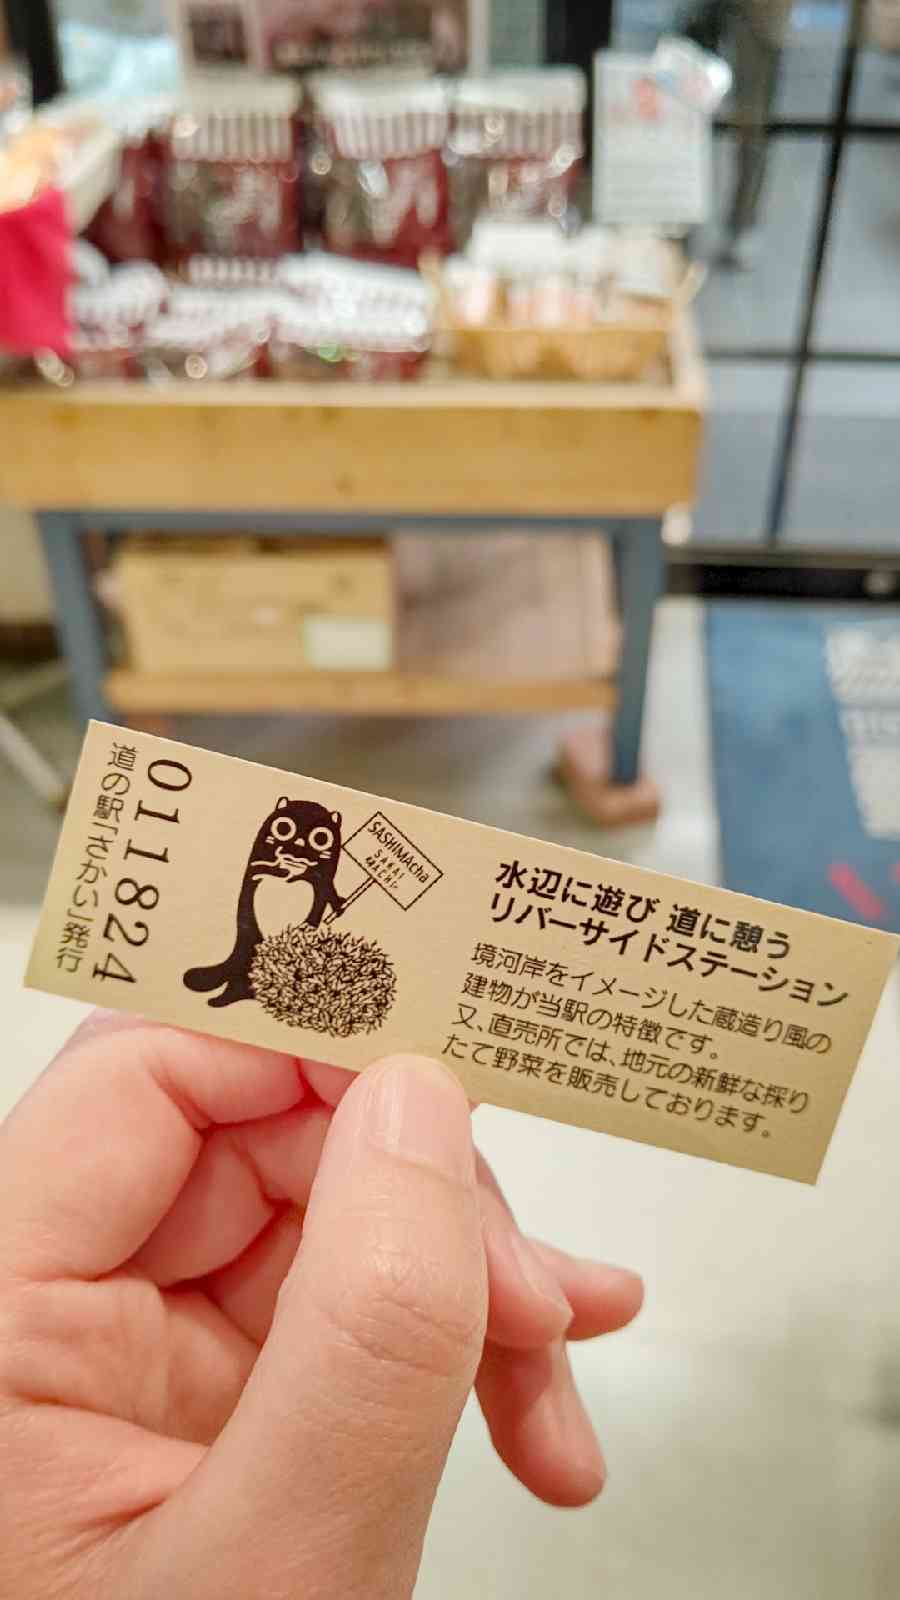 011824
道の駅「さかい」発行
SASHIMAcha
SAKAI
MACHI
水辺に遊び 道に憩う
リバーサイドステーション
境河岸をイメージした蔵造り風の
建物が当駅の特徴です。
又、直売所では、地元の新鮮な採り
たて野菜を販売しております。